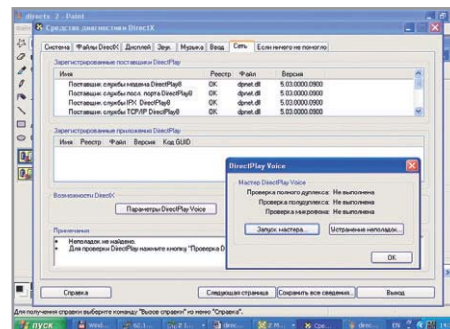 directx 2 - Paint
Средство диагностики DirectX
Система Файлы DirectX Дисплей Звук Музыка Ввод Сеть Если ничего не помогло
Зарегистрированные поставщики DirectPlay
Имя Реестр Файл Версия
Поставщик службы модема DirectPlay8 OK dpnet.dll 5.03.0000.0900
Поставщик службы посл. порта DirectPlay8 OK dpnet.dll 5.03.0000.0900
Поставщик службы IPX DirectPlay8 OK dpnet.dll 5.03.0000.0900
Поставщик службы TCP/IP DirectPlay8 OK dpnet.dll 5.03.0000.0900
Зарегистрированные приложения DirectPlay
Имя Реестр Файл Версия Код GUID
DirectPlay Voice
Мастер DirectPlay Voice
Проверка полного дуплекса: Не выполнена
Проверка полудуплекса: Не выполнена
Проверка микрофона: Не выполнена
Запуск мастера... Устранение неполадок...
OK
Возможности DirectX
Параметры DirectPlay Voice
Примечания
Неполадок не найдено.
Для проверки DirectPlay нажмите кнопку "Проверка D
Справка Следующая страница Сохранить все сведения... Выход
Для получения справки выберите команду "Вызов справки" из меню "Справка".
пуск